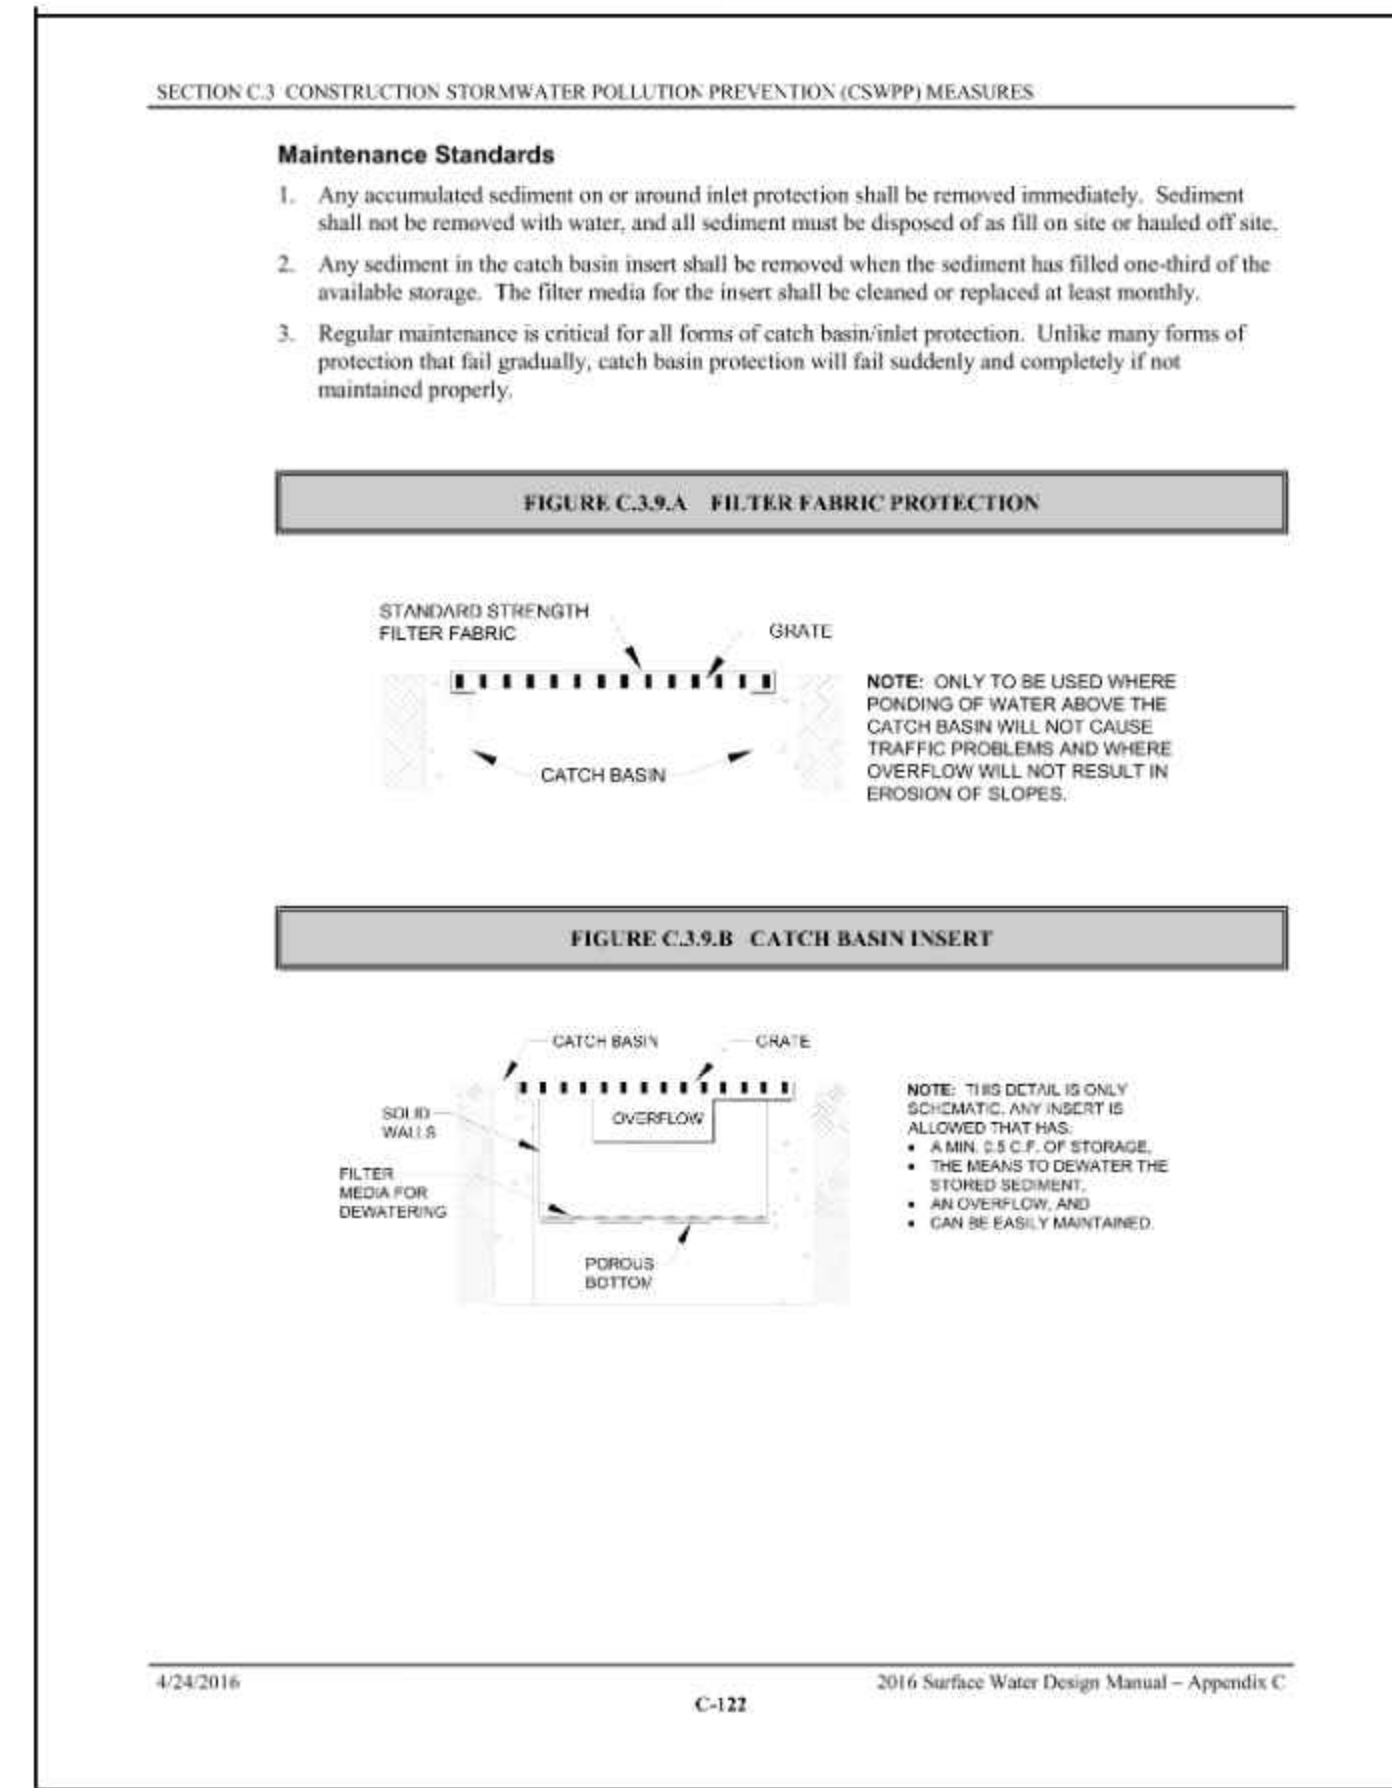 SECTION C.3 CONSTRUCTION STORMWATER POLLUTION PREVENTION (CSWPP) MEASURES
Maintenance Standards
1. Any accumulated sediment on or around inlet protection shall be removed immediately. Sediment
shall not be removed with water, and all sediment must be disposed of as fill on site or hauled off site.
2. Any sediment in the catch basin insert shall be removed when the sediment has filled one-third of the
available storage. The filter media for the insert shall be cleaned or replaced at least monthly.
3. Regular maintenance is critical for all forms of catch basin/inlet protection. Unlike many forms of
protection that fail gradually, catch basin protection will fail suddenly and completely if not
maintained properly.
FIGURE C.3.9.A FILTER FABRIC PROTECTION
STANDARD STRENGTH
FILTER FABRIC
GRATE
CATCH BASIN
NOTE: ONLY TO BE USED WHERE
PONDING OF WATER ABOVE THE
CATCH BASIN WILL NOT CAUSE
TRAFFIC PROBLEMS AND WHERE
OVERFLOW WILL NOT RESULT IN
EROSION OF SLOPES.
FIGURE C.3.9.B CATCH BASIN INSERT
CATCH BASIN
GRATE
OVERFLOW
SOLID
WALLS
FILTER
MEDIA FOR
DEWATERING
POROUS
BOTTOM
NOTE: THIS DETAIL IS ONLY
SCHEMATIC. ANY INSERT IS
ALLOWED THAT HAS:
• A MIN. 0.5 C.F. OF STORAGE,
• THE MEANS TO DEWATER THE
STORED SEDIMENT,
• AN OVERFLOW, AND
• CAN BE EASILY MAINTAINED.
4/24/2016
2016 Surface Water Design Manual – Appendix C
C-122